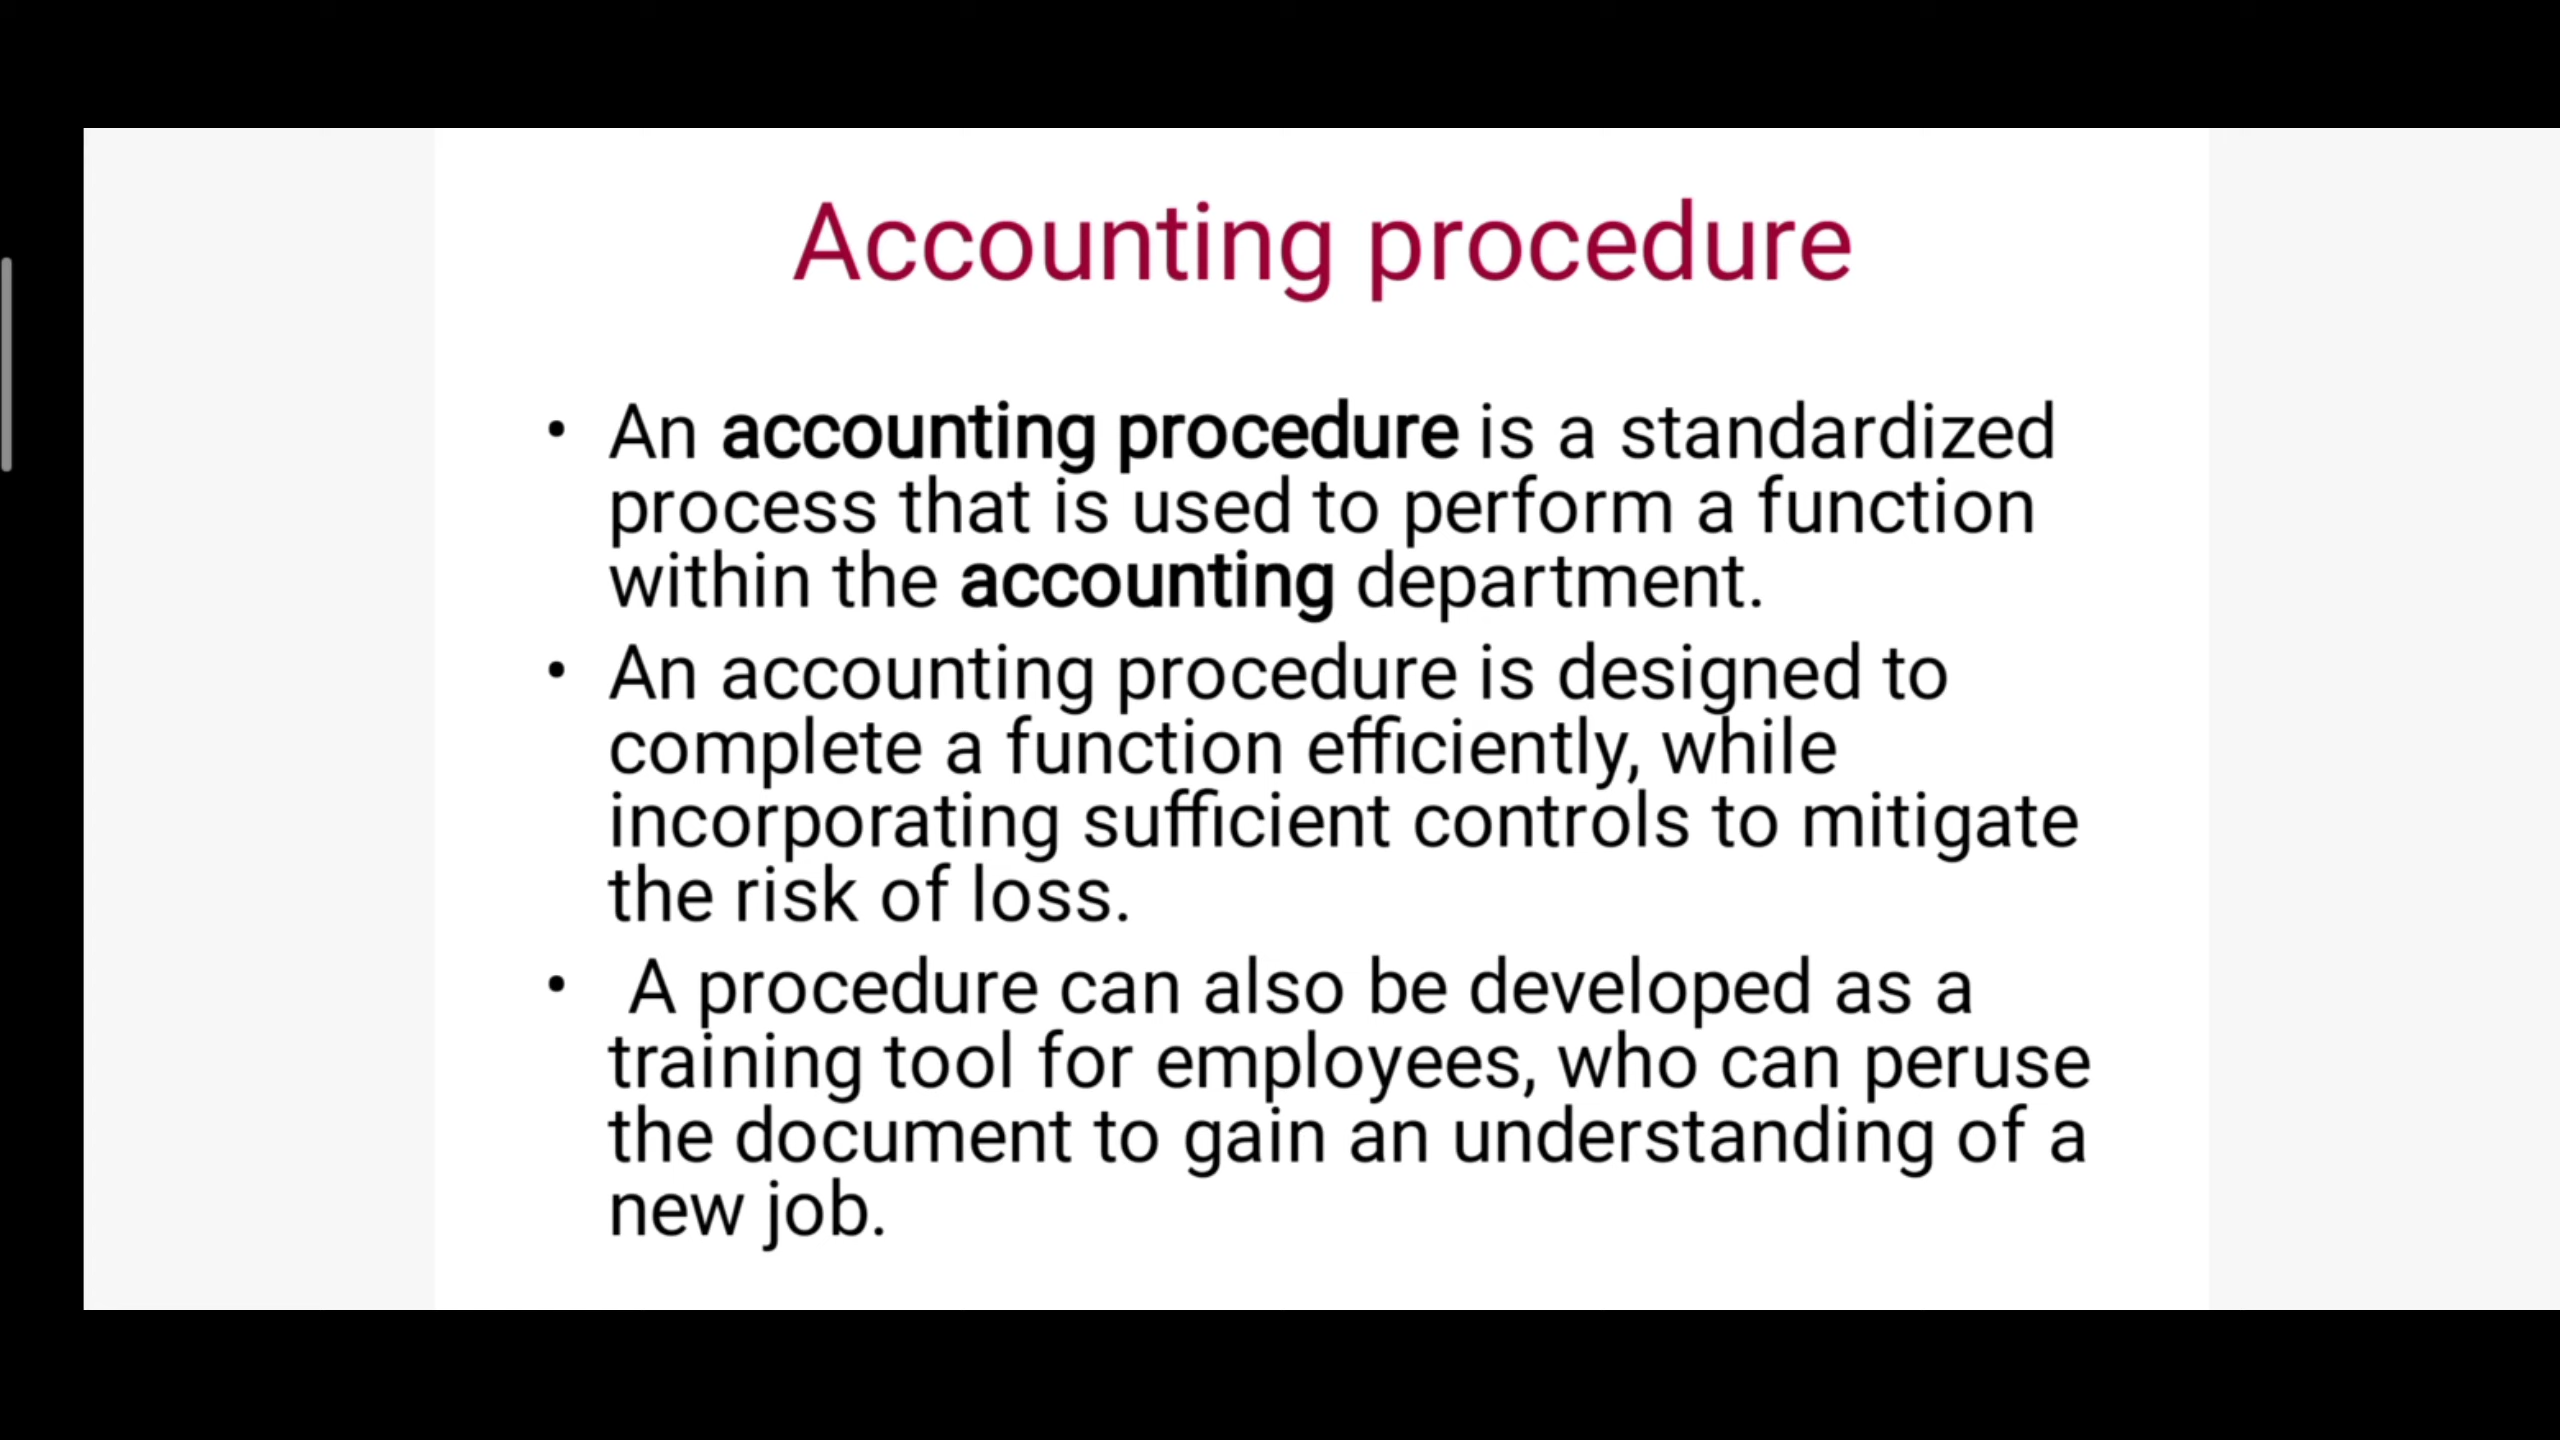 Accounting procedure
• An accounting procedure is a standardized
process that is used to perform a function
within the accounting department.
• An accounting procedure is designed to
complete a function efficiently, while
incorporating sufficient controls to mitigate
the risk of loss.
• A procedure can also be developed as a
training tool for employees, who can peruse
the document to gain an understanding of a
new job.